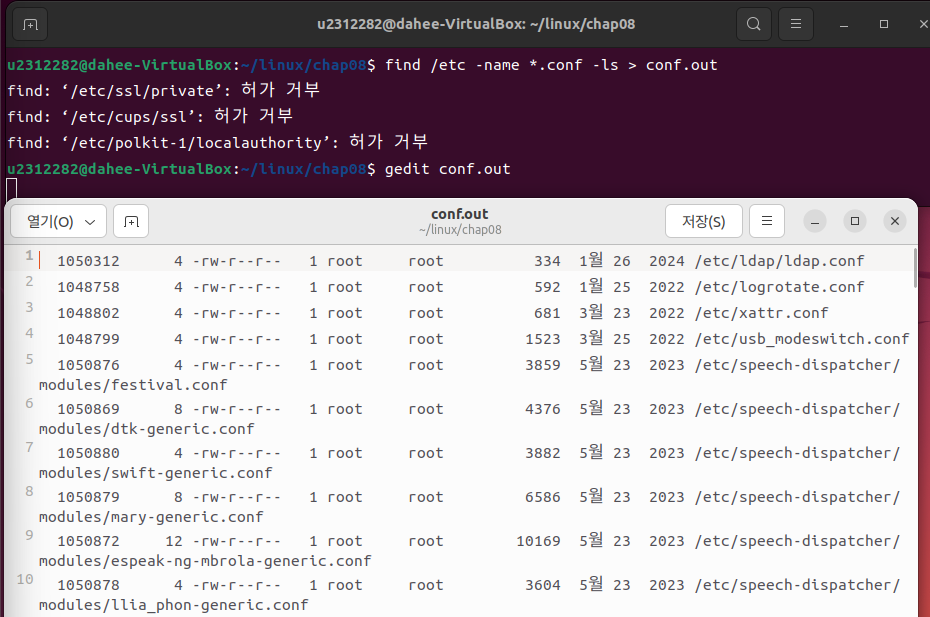 u2312282@dahee-VirtualBox: ~/linux/chap08
u2312282@dahee-VirtualBox:~/linux/chap08$ find /etc -name *.conf -ls > conf.out
find: ‘/etc/ssl/private’: 허가 거부
find: ‘/etc/cups/ssl’: 허가 거부
find: ‘/etc/polkit-1/localauthority’: 허가 거부
u2312282@dahee-VirtualBox:~/linux/chap08$ gedit conf.out
열기(O)
conf.out
~/linux/chap08
저장(S)
1 1050312 4 -rw-r--r-- 1 root root 334 1월 26 2024 /etc/ldap/ldap.conf
2 1048758 4 -rw-r--r-- 1 root root 592 1월 25 2022 /etc/logrotate.conf
3 1048802 4 -rw-r--r-- 1 root root 681 3월 23 2022 /etc/xattr.conf
4 1048799 4 -rw-r--r-- 1 root root 1523 3월 25 2022 /etc/usb_modeswitch.conf
5 1050876 4 -rw-r--r-- 1 root root 3859 5월 23 2023 /etc/speech-dispatcher/
modules/festival.conf
6 1050869 8 -rw-r--r-- 1 root root 4376 5월 23 2023 /etc/speech-dispatcher/
modules/dtk-generic.conf
7 1050880 4 -rw-r--r-- 1 root root 3882 5월 23 2023 /etc/speech-dispatcher/
modules/swift-generic.conf
8 1050879 8 -rw-r--r-- 1 root root 6586 5월 23 2023 /etc/speech-dispatcher/
modules/mary-generic.conf
9 1050872 12 -rw-r--r-- 1 root root 10169 5월 23 2023 /etc/speech-dispatcher/
modules/espeak-ng-mbrola-generic.conf
10 1050878 4 -rw-r--r-- 1 root root 3604 5월 23 2023 /etc/speech-dispatcher/
modules/llia_phon-generic.conf